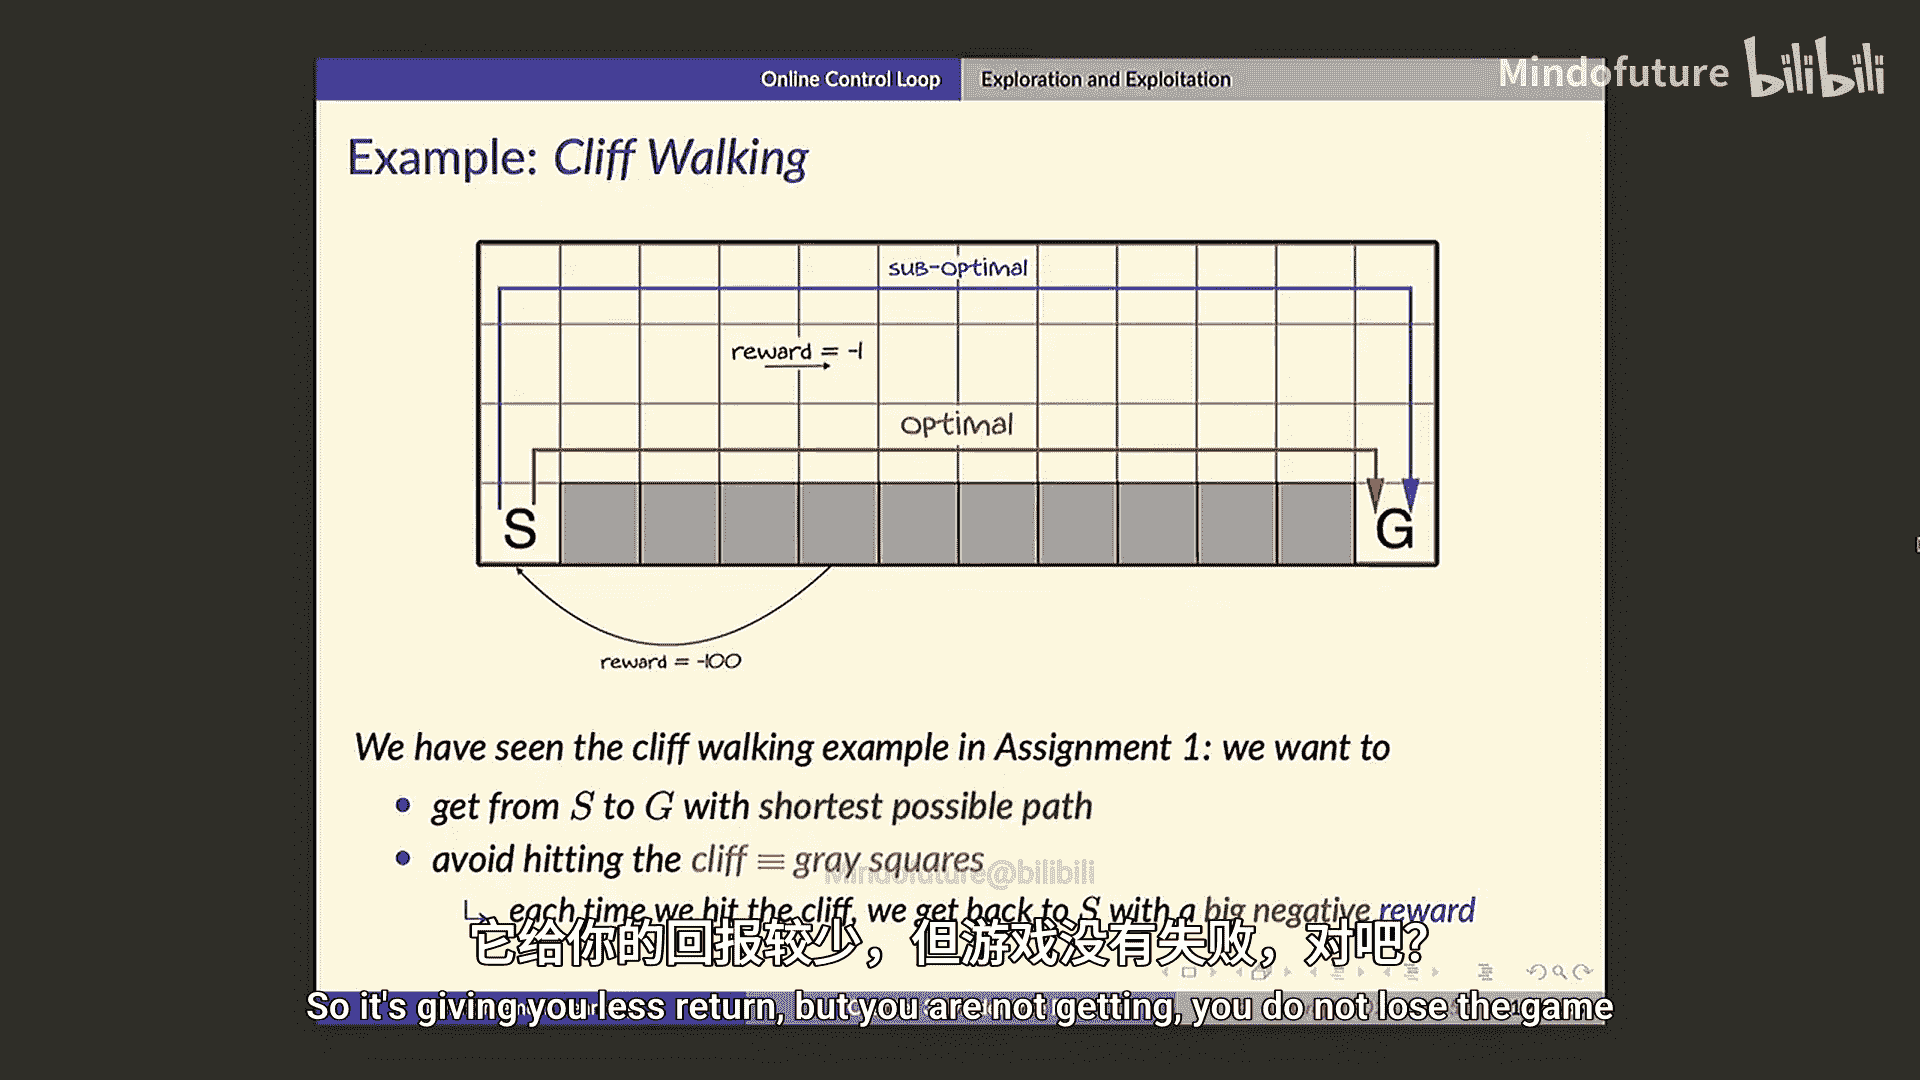 Online Control Loop
Exploration and Exploitation
Mindofuture bilibili
Example: Cliff Walking
sub-optimal
reward = -1
optimal
S
G
reward = -100
We have seen the cliff walking example in Assignment 1: we want to
• get from S to G with shortest possible path
• avoid hitting the cliff ≡ gray squares
Mindofuture@bilibili
↳ each time we hit the cliff, we get back to S with a big negative reward
它给你的回报较少，但游戏没有失败，对吧？
So it's giving you less return, but you are not getting, you do not lose the game